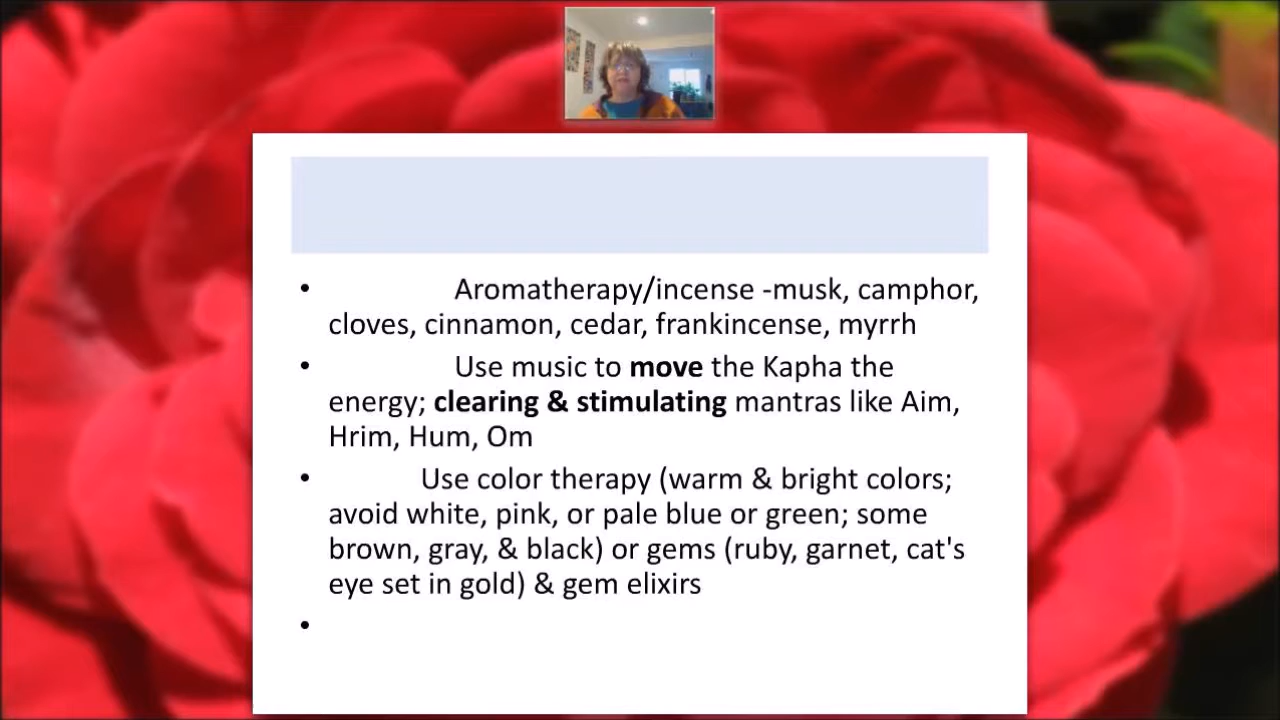 • Aromatherapy/incense -musk, camphor,
cloves, cinnamon, cedar, frankincense, myrrh
• Use music to move the Kapha the
energy; clearing & stimulating mantras like Aim,
Hrim, Hum, Om
• Use color therapy (warm & bright colors;
avoid white, pink, or pale blue or green; some
brown, gray, & black) or gems (ruby, garnet, cat's
eye set in gold) & gem elixirs
•